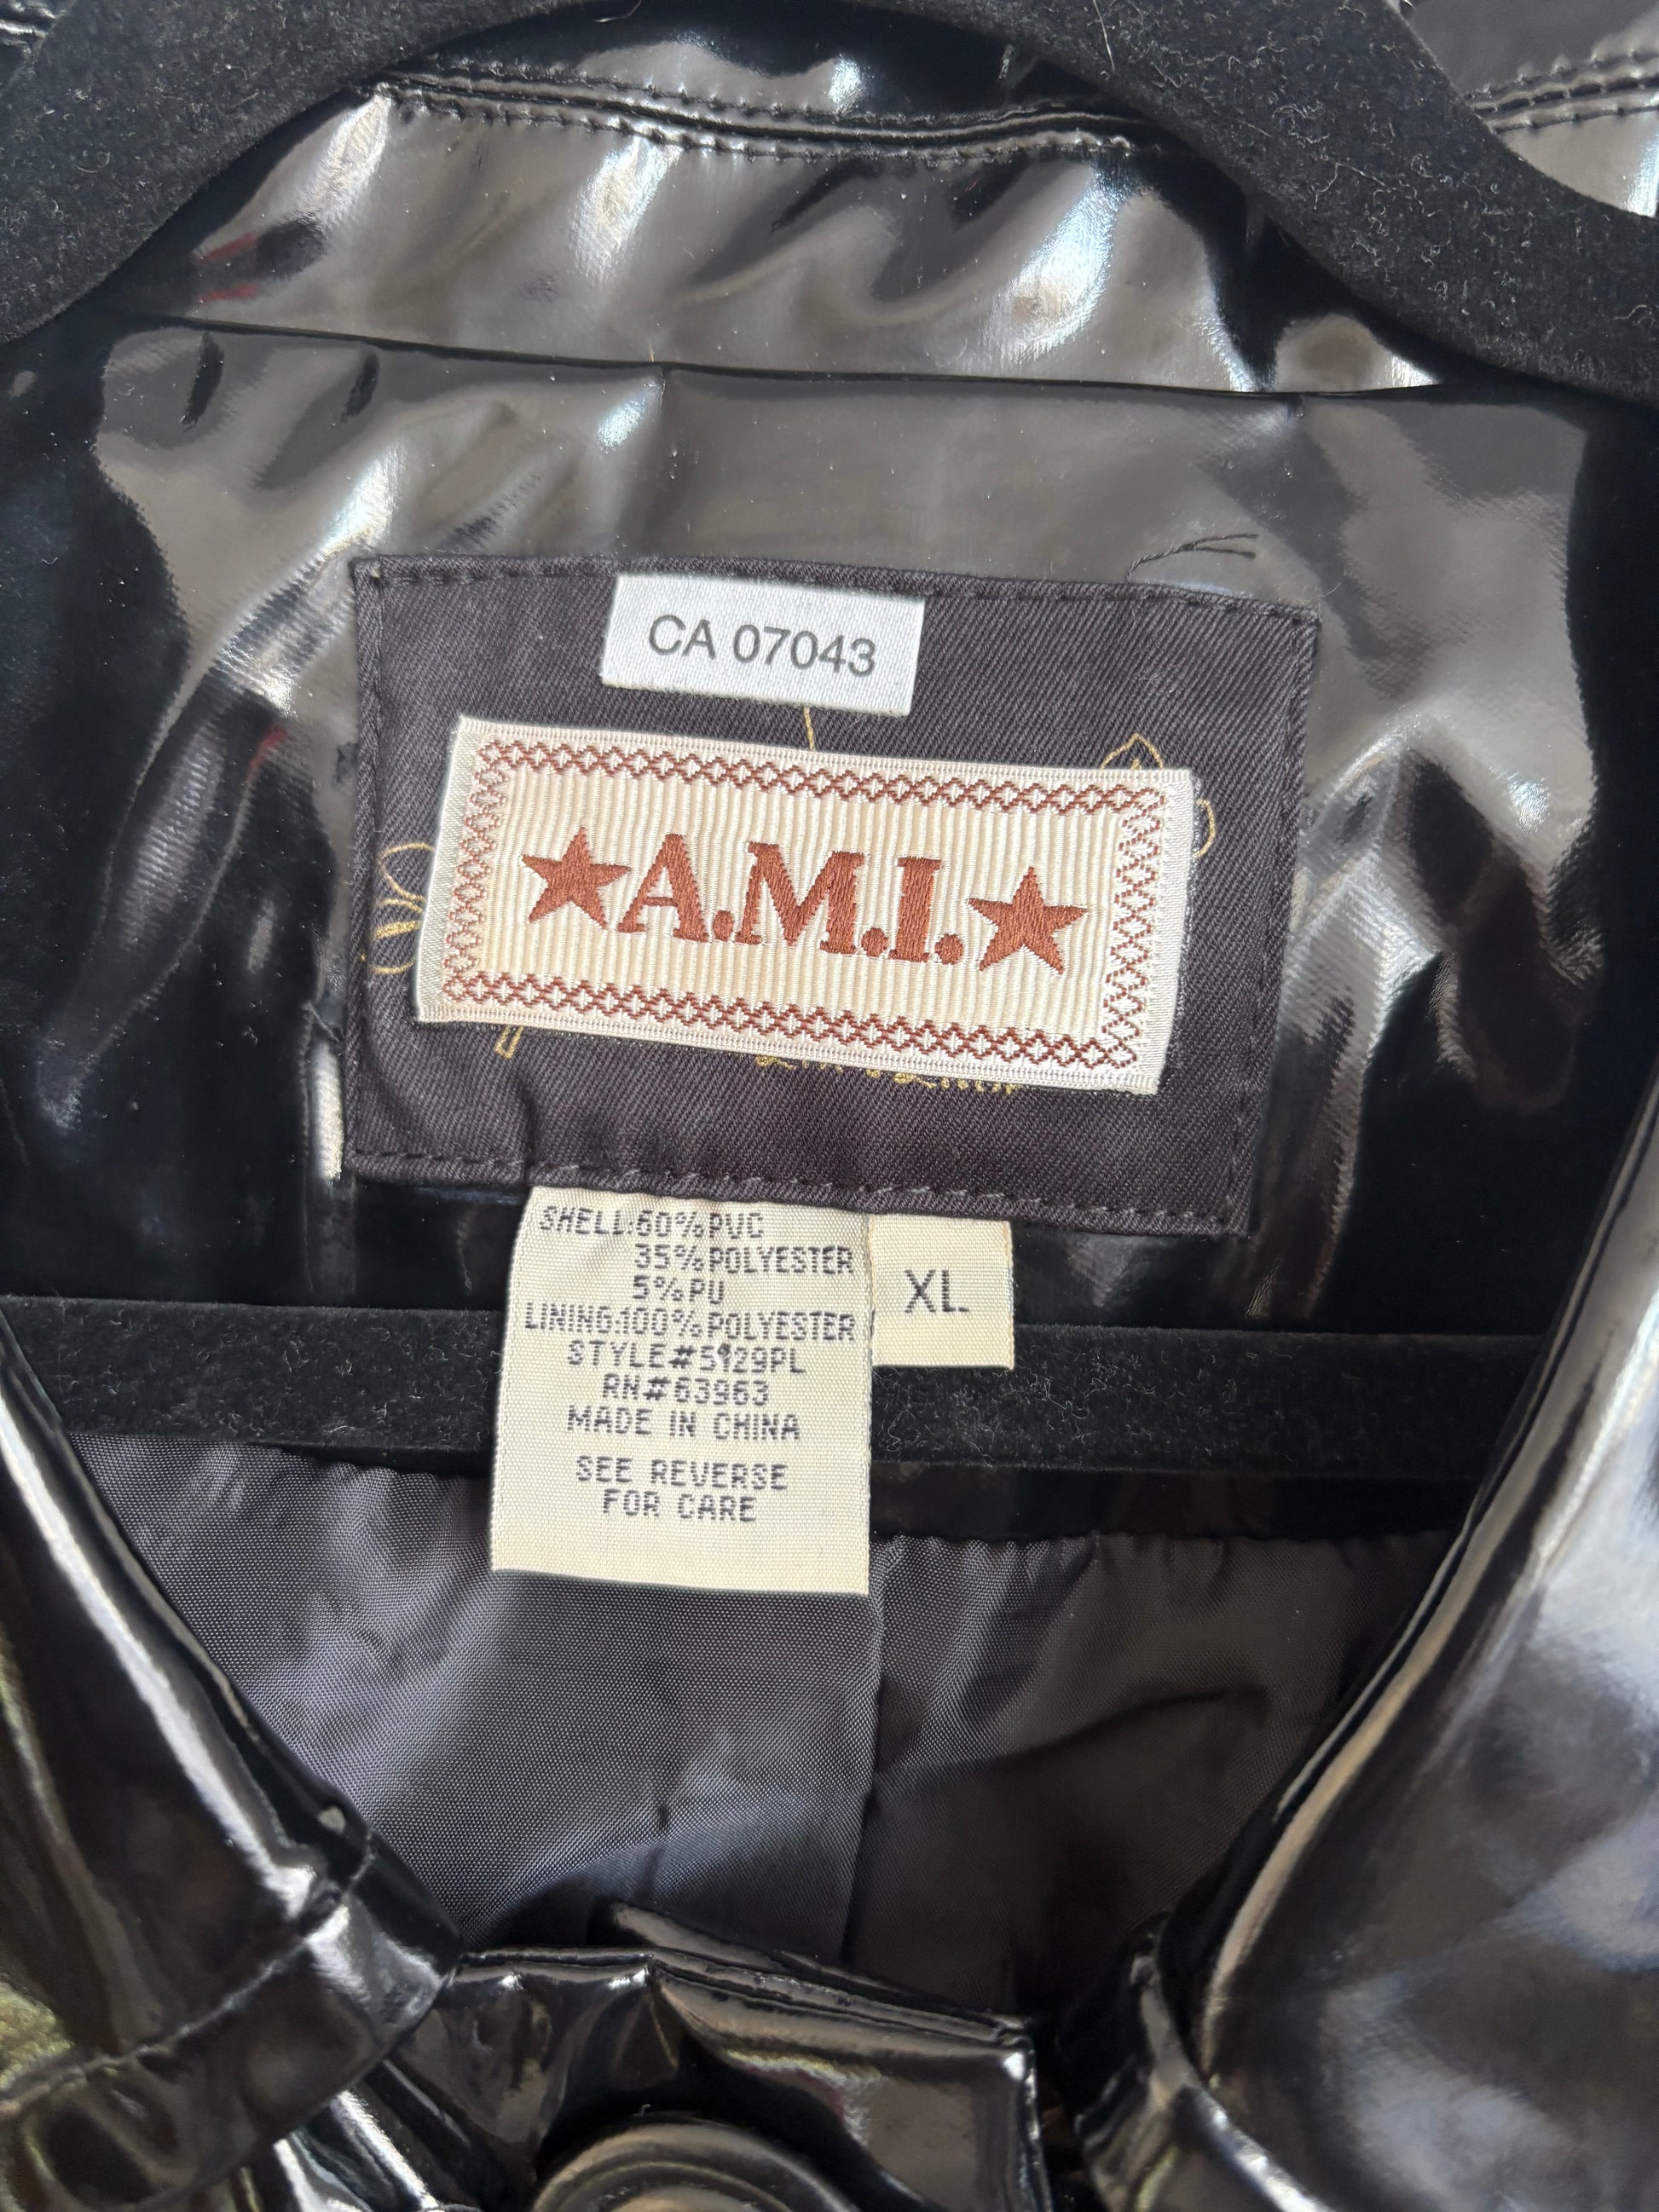 CA 07043
★A.M.I.★
SHELL:60%PVC
35%POLYESTER
5%PU
LINING:100%POLYESTER
STYLE#5929PL
RN#63963
MADE IN CHINA
SEE REVERSE
FOR CARE
XL